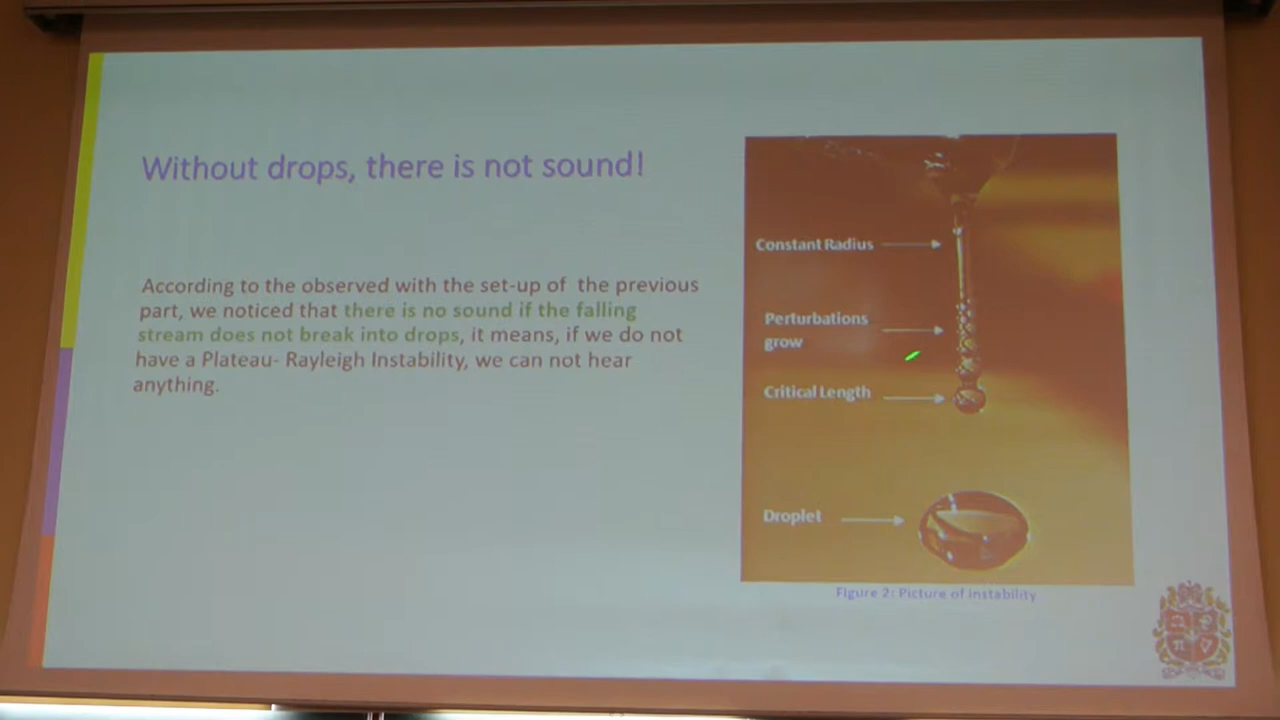 Without drops, there is not sound!
According to the observed with the set-up of the previous
part, we noticed that there is no sound if the falling
stream does not break into drops, it means, if we do not
have a Plateau- Rayleigh Instability, we can not hear
anything.
Constant Radius
Perturbations
grow
Critical Length
Droplet
Figure 2: Picture of instability